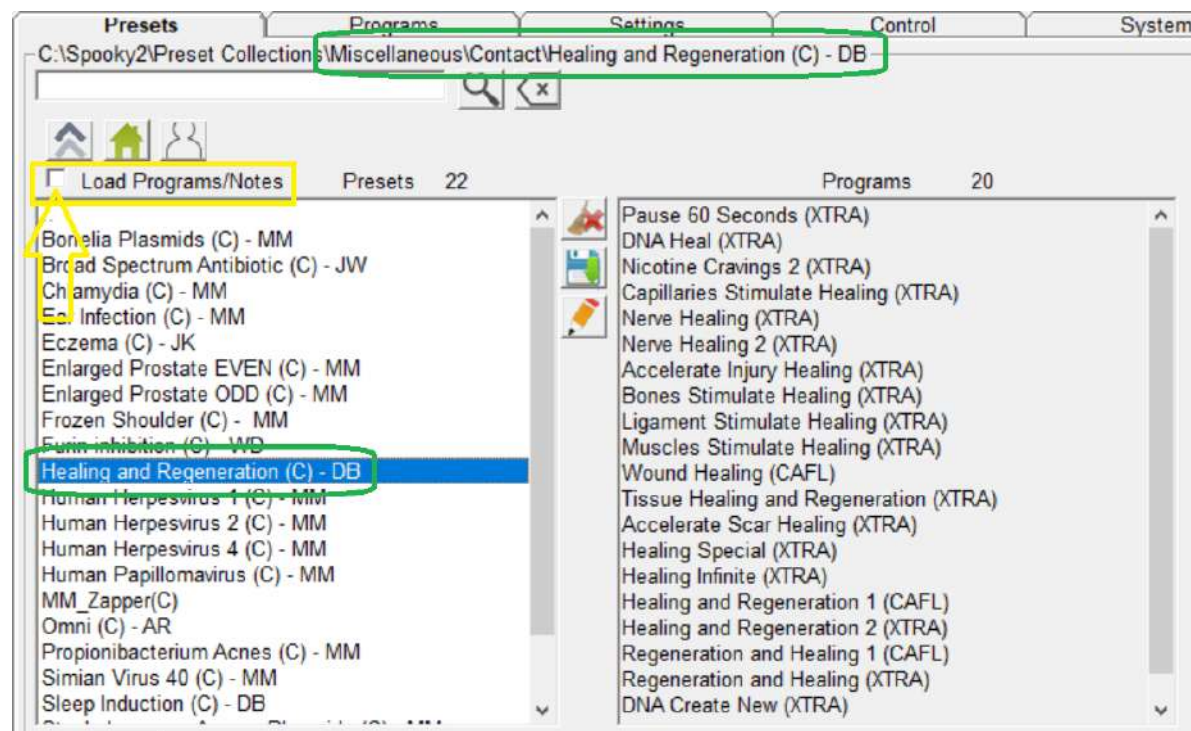 Presets Programs Settings Control System
C:\Spooky2\Preset Collections\Miscellaneous\Contact\Healing and Regeneration (C) - DB
Load Programs/Notes Presets 22 Programs 20
..
Borrelia Plasmids (C) - MM
Broad Spectrum Antibiotic (C) - JW
Chlamydia (C) - MM
Ear Infection (C) - MM
Eczema (C) - JK
Enlarged Prostate EVEN (C) - MM
Enlarged Prostate ODD (C) - MM
Frozen Shoulder (C) - MM
Furin inhibition (C) - WD
Healing and Regeneration (C) - DB
Human Herpesvirus 1 (C) - MM
Human Herpesvirus 2 (C) - MM
Human Herpesvirus 4 (C) - MM
Human Papillomavirus (C) - MM
MM_Zapper(C)
Omni (C) - AR
Propionibacterium Acnes (C) - MM
Simian Virus 40 (C) - MM
Sleep Induction (C) - DB
Pause 60 Seconds (XTRA)
DNA Heal (XTRA)
Nicotine Cravings 2 (XTRA)
Capillaries Stimulate Healing (XTRA)
Nerve Healing (XTRA)
Nerve Healing 2 (XTRA)
Accelerate Injury Healing (XTRA)
Bones Stimulate Healing (XTRA)
Ligament Stimulate Healing (XTRA)
Muscles Stimulate Healing (XTRA)
Wound Healing (CAFL)
Tissue Healing and Regeneration (XTRA)
Accelerate Scar Healing (XTRA)
Healing Special (XTRA)
Healing Infinite (XTRA)
Healing and Regeneration 1 (CAFL)
Healing and Regeneration 2 (XTRA)
Regeneration and Healing 1 (CAFL)
Regeneration and Healing (XTRA)
DNA Create New (XTRA)